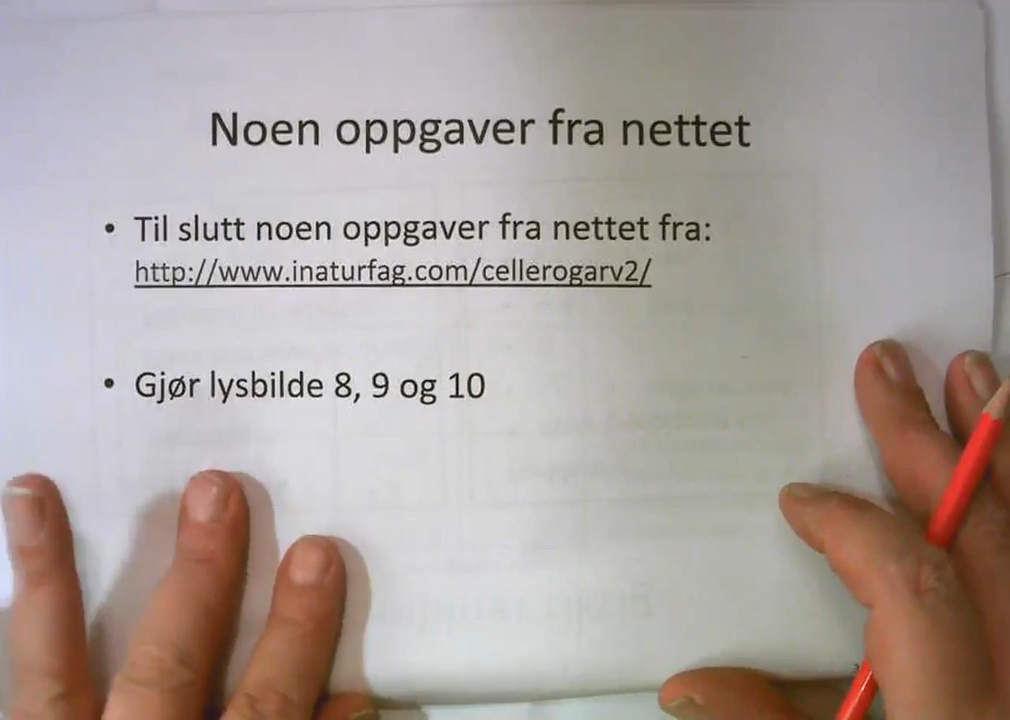 Noen oppgaver fra nettet
• Til slutt noen oppgaver fra nettet fra:
http://www.inaturfag.com/cellerogarv2/
• Gjør lysbilde 8, 9 og 10